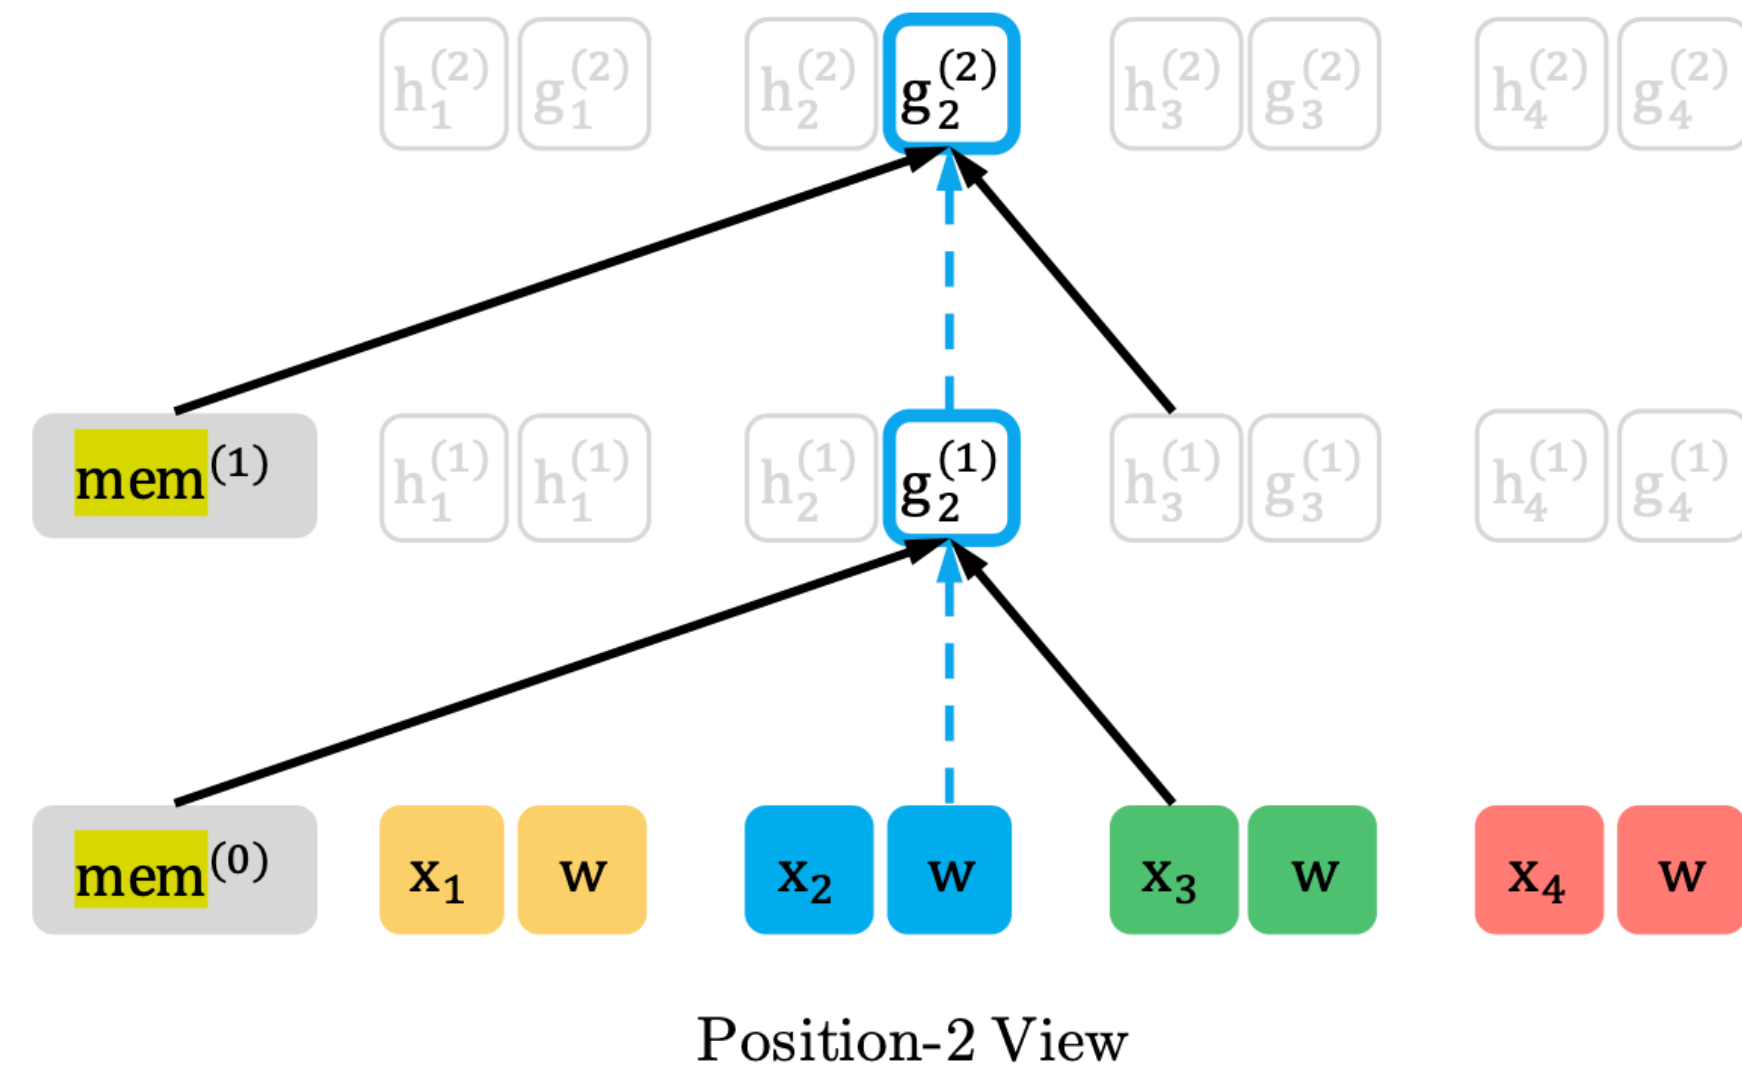 h₁⁽²⁾ g₁⁽²⁾ h₂⁽²⁾ g₂⁽²⁾ h₃⁽²⁾ g₃⁽²⁾ h₄⁽²⁾ g₄⁽²⁾
mem⁽¹⁾ h₁⁽¹⁾ h₁⁽¹⁾ h₂⁽¹⁾ g₂⁽¹⁾ h₃⁽¹⁾ g₃⁽¹⁾ h₄⁽¹⁾ g₄⁽¹⁾
mem⁽⁰⁾ x₁ w x₂ w x₃ w x₄ w
Position-2 View